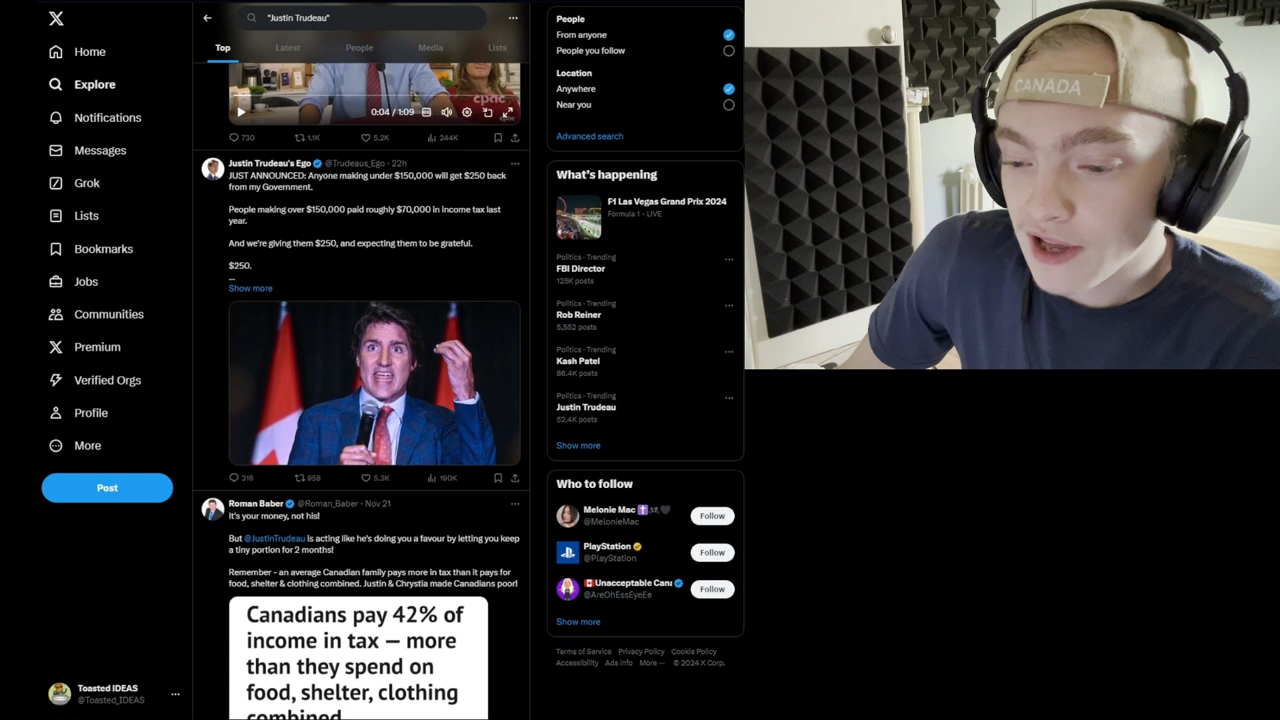 Home
Explore
Notifications
Messages
Grok
Lists
Bookmarks
Jobs
Communities
Premium
Verified Orgs
Profile
More
Post
Toasted IDEAS
@Toasted_IDEAS
"Justin Trudeau"
Top Latest People Media Lists
0:04 / 1:09
cpac
730 1.1K 5.2K 244K
Justin Trudeau's Ego @Trudeaus_Ego · 22h
JUST ANNOUNCED: Anyone making under $150,000 will get $250 back
from my Government.
People making over $150,000 paid roughly $70,000 in income tax last
year.
And we're giving them $250, and expecting them to be grateful.
$250.
...
Show more
316 958 5.3K 190K
Roman Baber @Roman_Baber · Nov 21
It's your money, not his!
But @JustinTrudeau is acting like he's doing you a favour by letting you keep
a tiny portion for 2 months!
Remember - an average Canadian family pays more in tax than it pays for
food, shelter & clothing combined. Justin & Chrystia made Canadians poor!
Canadians pay 42% of
income in tax — more
than they spend on
food, shelter, clothing
combined
People
From anyone
People you follow
Location
Anywhere
Near you
Advanced search
What's happening
F1 Las Vegas Grand Prix 2024
Formula 1 · LIVE
Politics · Trending
FBI Director
125K posts
Politics · Trending
Rob Reiner
5,552 posts
Politics · Trending
Kash Patel
86.4K posts
Politics · Trending
Justin Trudeau
52.4K posts
Show more
Who to follow
Melonie Mac
@MelonieMac
Follow
PlayStation
@PlayStation
Follow
Unacceptable Can
@AreOhEssEyeEe
Follow
Show more
Terms of Service Privacy Policy Cookie Policy
Accessibility Ads info More ··· © 2024 X Corp.
CANADA